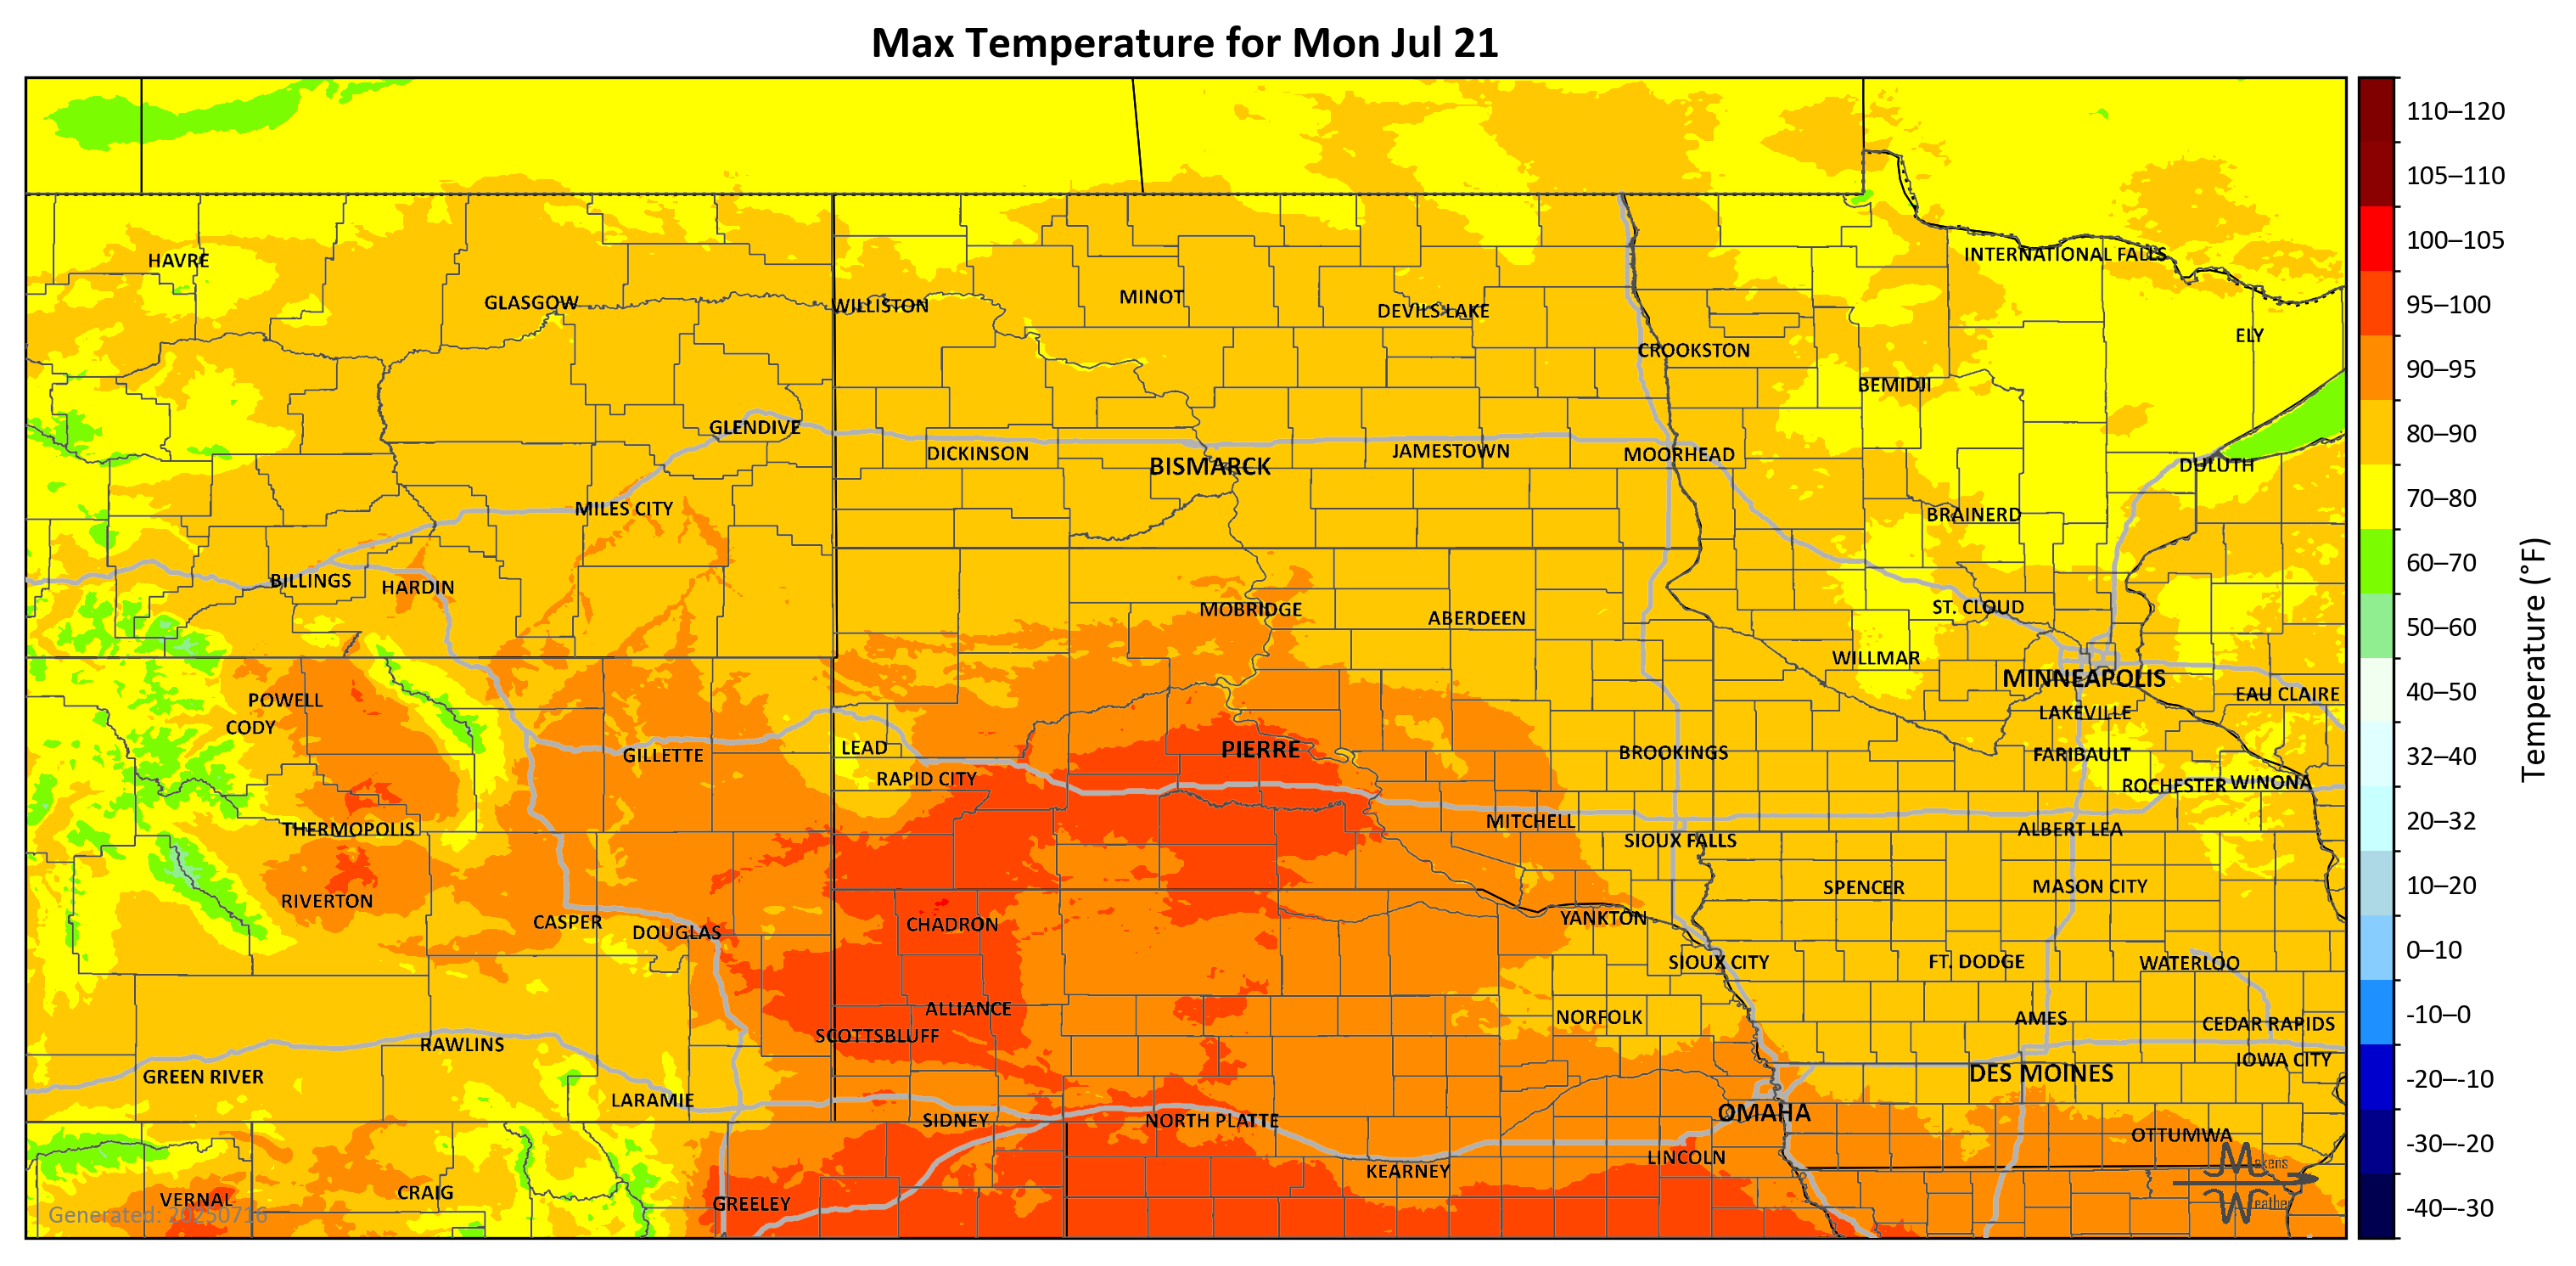 Max Temperature for Mon Jul 21
110–120
105–110
100–105
95–100
90–95
80–90
70–80
60–70
50–60
40–50
32–40
20–32
10–20
0–10
-10–0
-20–-10
-30–-20
-40–-30
Temperature (°F)
HAVRE
INTERNATIONAL FALLS
GLASGOW
WILLISTON
MINOT
DEVILS LAKE
ELY
CROOKSTON
BEMIDJI
GLENDIVE
DICKINSON
BISMARCK
JAMESTOWN
MOORHEAD
DULUTH
MILES CITY
BRAINERD
BILLINGS
HARDIN
MOBRIDGE
ABERDEEN
ST. CLOUD
WILLMAR
MINNEAPOLIS
POWELL
EAU CLAIRE
CODY
LAKEVILLE
GILLETTE
LEAD
PIERRE
BROOKINGS
FARIBAULT
RAPID CITY
ROCHESTER
WINONA
THERMOPOLIS
MITCHELL
SIOUX FALLS
ALBERT LEA
RIVERTON
SPENCER
MASON CITY
CASPER
DOUGLAS
CHADRON
YANKTON
SIOUX CITY
FT. DODGE
WATERLOO
ALLIANCE
NORFOLK
AMES
CEDAR RAPIDS
SCOTTSBLUFF
RAWLINS
IOWA CITY
GREEN RIVER
DES MOINES
LARAMIE
SIDNEY
NORTH PLATTE
OMAHA
OTTUMWA
KEARNEY
LINCOLN
VERNAL
CRAIG
GREELEY
Generated: 20250716
Makens
Weather